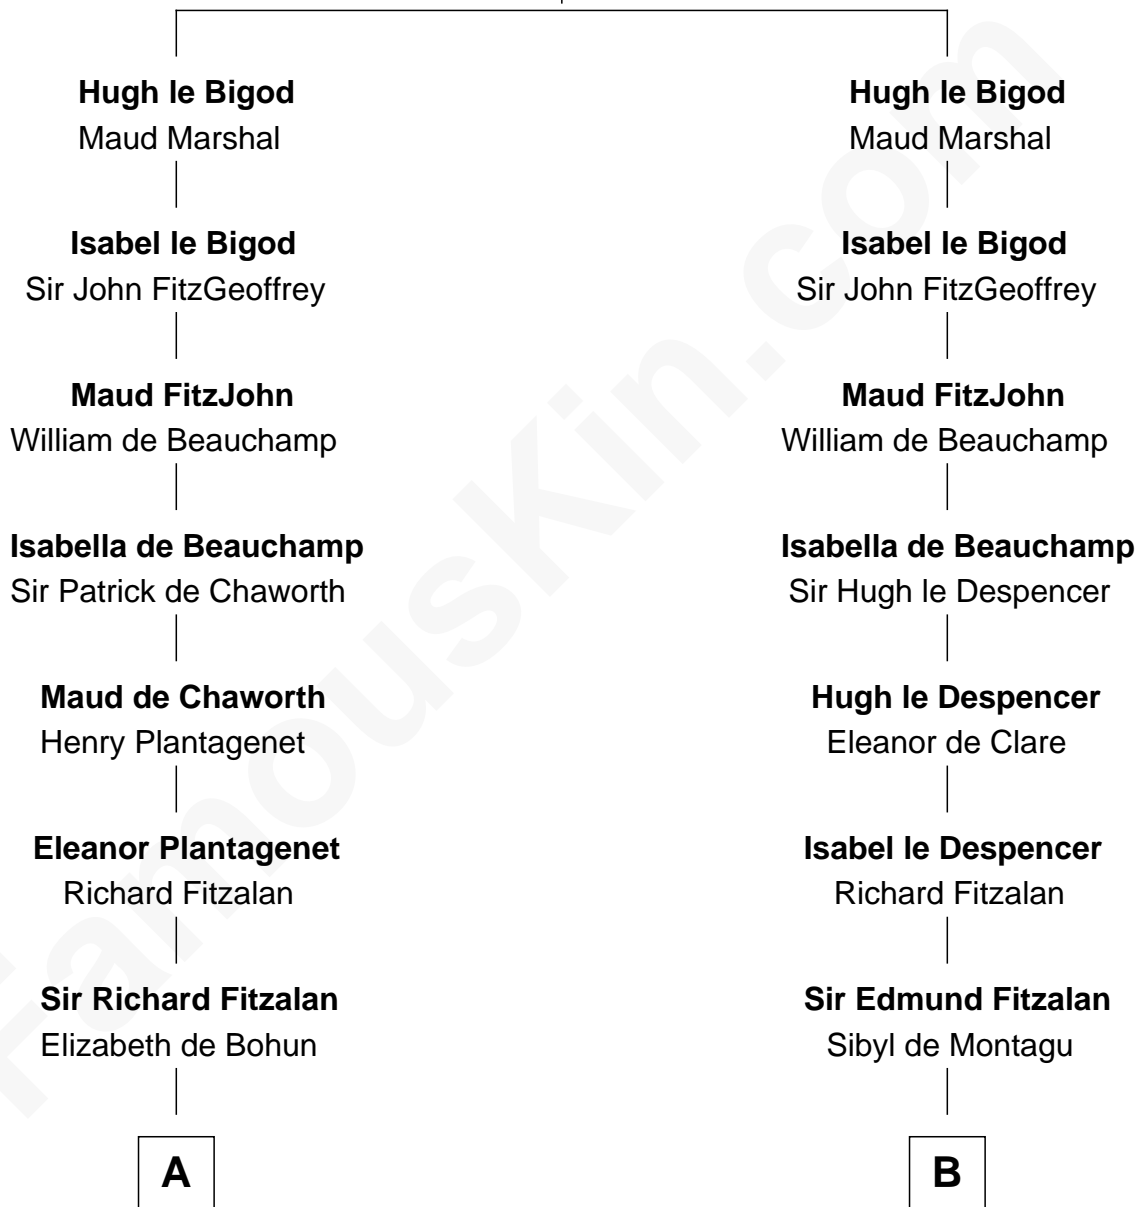 Hugh le Bigod
Maud Marshal
Isabel le Bigod
Sir John FitzGeoffrey
Maud FitzJohn
William de Beauchamp
Isabella de Beauchamp
Sir Patrick de Chaworth
Maud de Chaworth
Henry Plantagenet
Eleanor Plantagenet
Richard Fitzalan
Sir Richard Fitzalan
Elizabeth de Bohun
A
Hugh le Bigod
Maud Marshal
Isabel le Bigod
Sir John FitzGeoffrey
Maud FitzJohn
William de Beauchamp
Isabella de Beauchamp
Sir Hugh le Despencer
Hugh le Despencer
Eleanor de Clare
Isabel le Despencer
Richard Fitzalan
Sir Edmund Fitzalan
Sibyl de Montagu
B
FamousKin.com